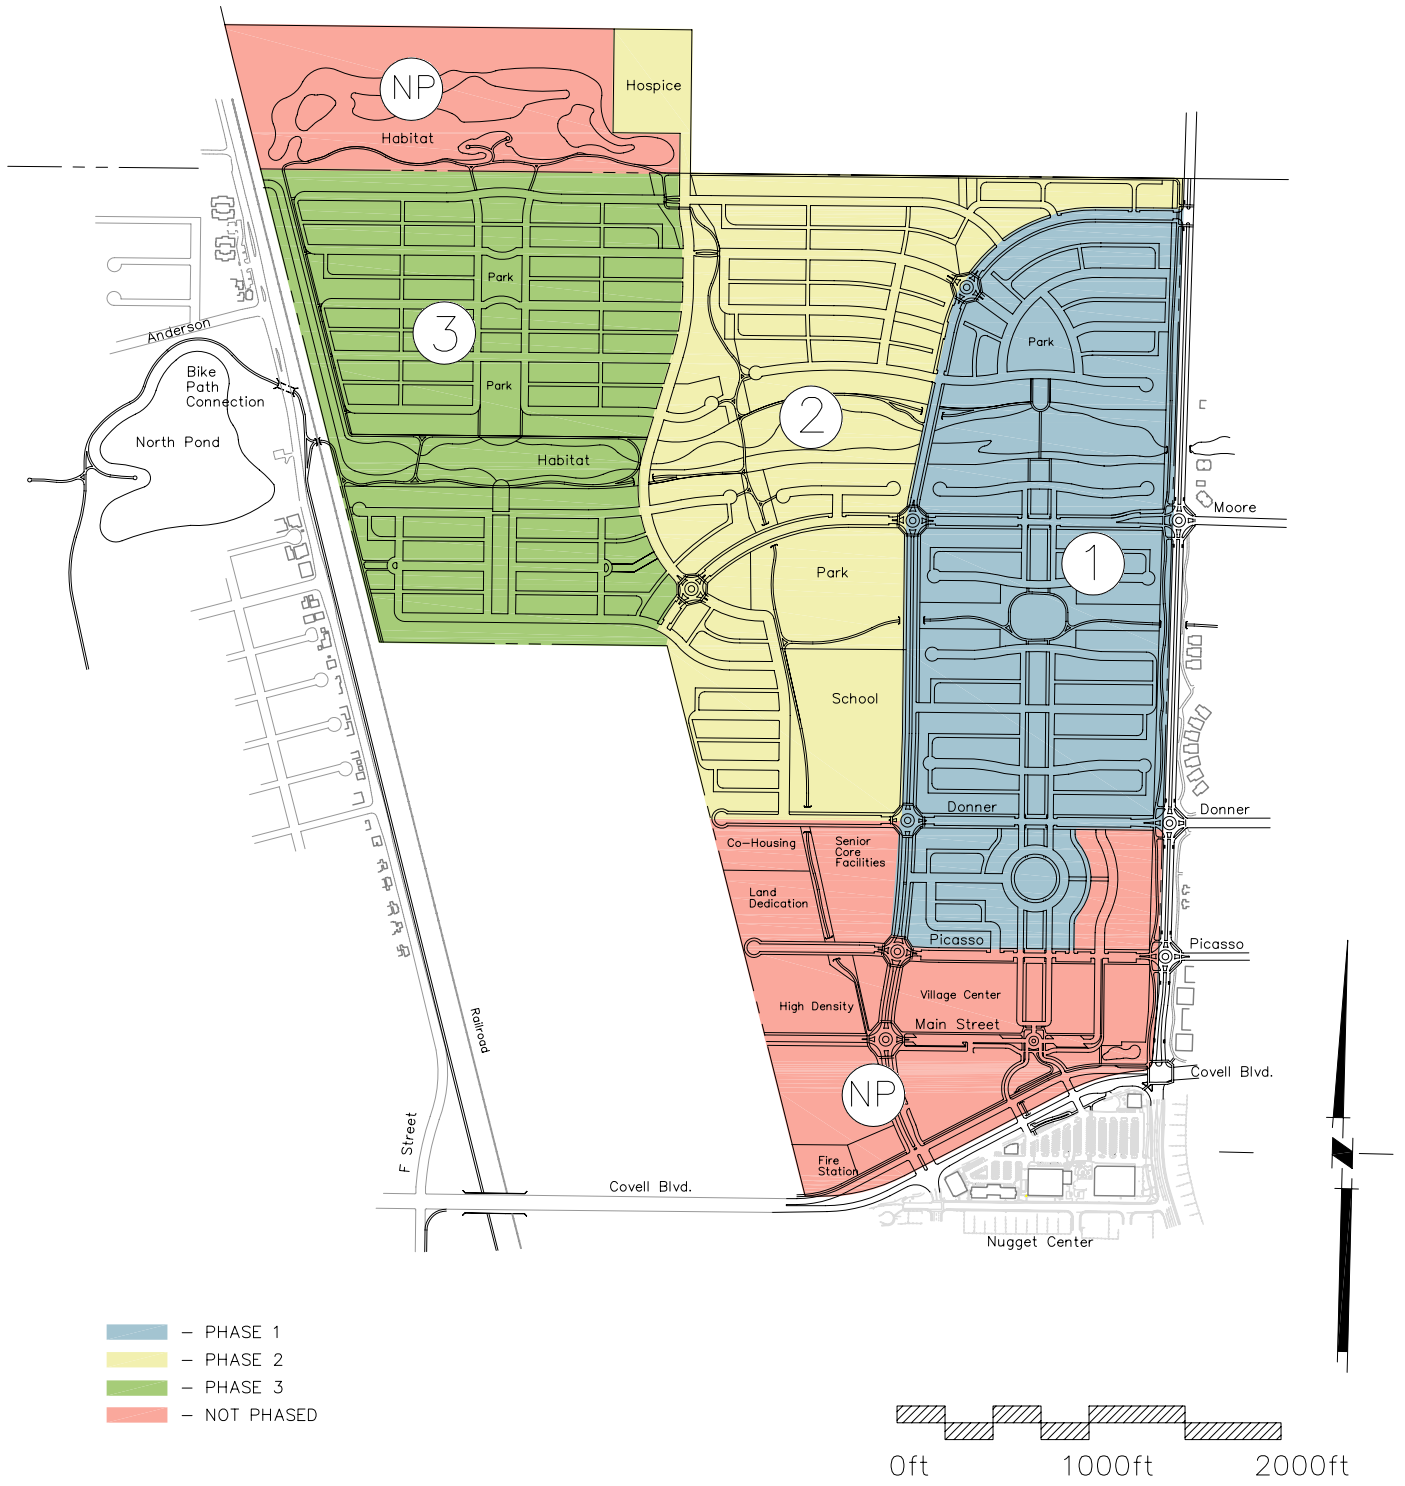 NP
Hospice
Habitat
Park
3
Park
Anderson
Bike
Path
Connection
North Pond
Park
2
Habitat
Moore
1
Park
School
Donner
Donner
Co-Housing
Senior
Core
Facilities
Land
Dedication
Picasso
Picasso
High Density
Village Center
Main Street
Railroad
NP
Covell Blvd.
F Street
Fire
Station
Covell Blvd.
Nugget Center
- PHASE 1
- PHASE 2
- PHASE 3
- NOT PHASED
0ft 1000ft 2000ft